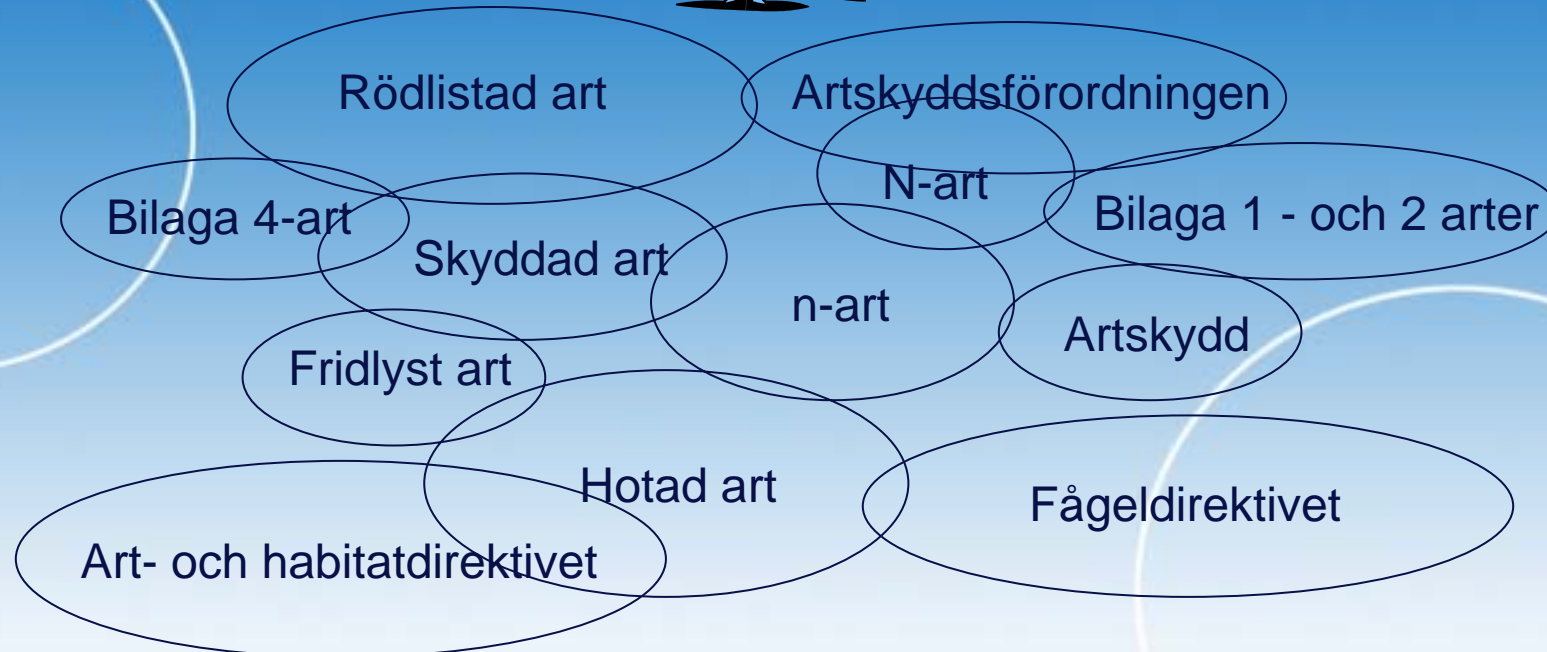 Rödlistad art
Artskyddsförordningen
N-art
Bilaga 4-art
Bilaga 1 - och 2 arter
Skyddad art
n-art
Artskydd
Fridlyst art
Hotad art
Fågeldirektivet
Art- och habitatdirektivet